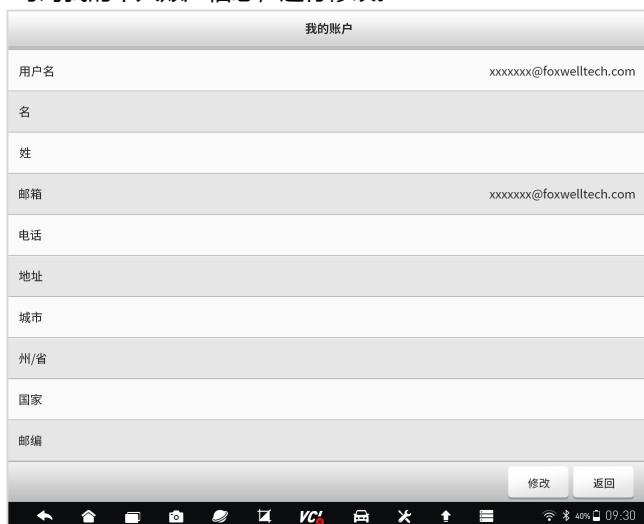 我的账户
用户名 xxxxxxx@foxwelltech.com
名
姓
邮箱 xxxxxxx@foxwelltech.com
电话
地址
城市
州/省
国家
邮编
修改 返回
VCI 40% 09:30